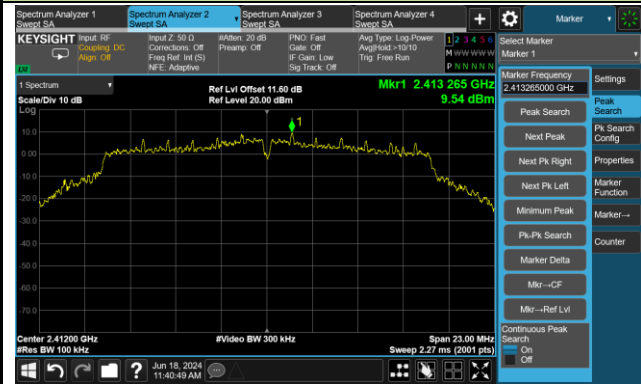 Spectrum Analyzer 1
Swept SA
Spectrum Analyzer 2
Swept SA
Spectrum Analyzer 3
Swept SA
Spectrum Analyzer 4
Swept SA
+
Marker
KEYSIGHT
Input: RF
Coupling: DC
Align: Off
Input Z: 50 Ω
Corrections: Off
Freq Ref: Int (S)
NFE: Adaptive
#Atten: 20 dB
Preamp: Off
PNO: Fast
Gate: Off
IF Gain: Low
Sig Track: Off
Avg Type: Log-Power
Avg|Hold:>10/10
Trig: Free Run
1 2 3 4 5 6
M W W W W W
P N N N N N
LXI
Select Marker
Marker 1
1 Spectrum
Scale/Div 10 dB
Log
Ref Lvl Offset 11.60 dB
Ref Level 20.00 dBm
Mkr1 2.413 265 GHz
9.54 dBm
1
10.0
0.00
-10.0
-20.0
-30.0
-40.0
-50.0
-60.0
-70.0
Center 2.41200 GHz
#Res BW 100 kHz
#Video BW 300 kHz
Span 23.00 MHz
Sweep 2.27 ms (2001 pts)
Marker Frequency
2.413265000 GHz
Peak Search
Next Peak
Next Pk Right
Next Pk Left
Minimum Peak
Pk-Pk Search
Marker Delta
Mkr→CF
Mkr→Ref Lvl
Continuous Peak
Search
On
Off
Settings
Peak
Search
Pk Search
Config
Properties
Marker
Function
Marker→
Counter
?
Jun 18, 2024
11:40:49 AM